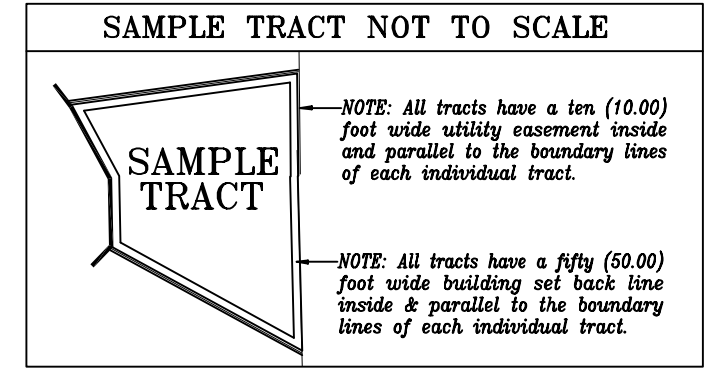 SAMPLE TRACT NOT TO SCALE
SAMPLE
TRACT
NOTE: All tracts have a ten (10.00)
foot wide utility easement inside
and parallel to the boundary lines
of each individual tract.
NOTE: All tracts have a fifty (50.00)
foot wide building set back line
inside & parallel to the boundary
lines of each individual tract.